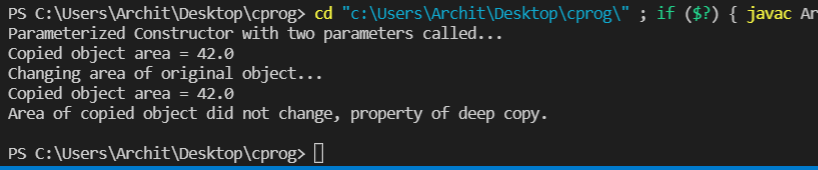 PS C:\Users\Archit\Desktop\cprog> cd "c:\Users\Archit\Desktop\cprog\" ; if ($?) { javac Ar
Parameterized Constructor with two parameters called...
Copied object area = 42.0
Changing area of original object...
Copied object area = 42.0
Area of copied object did not change, property of deep copy.
PS C:\Users\Archit\Desktop\cprog>